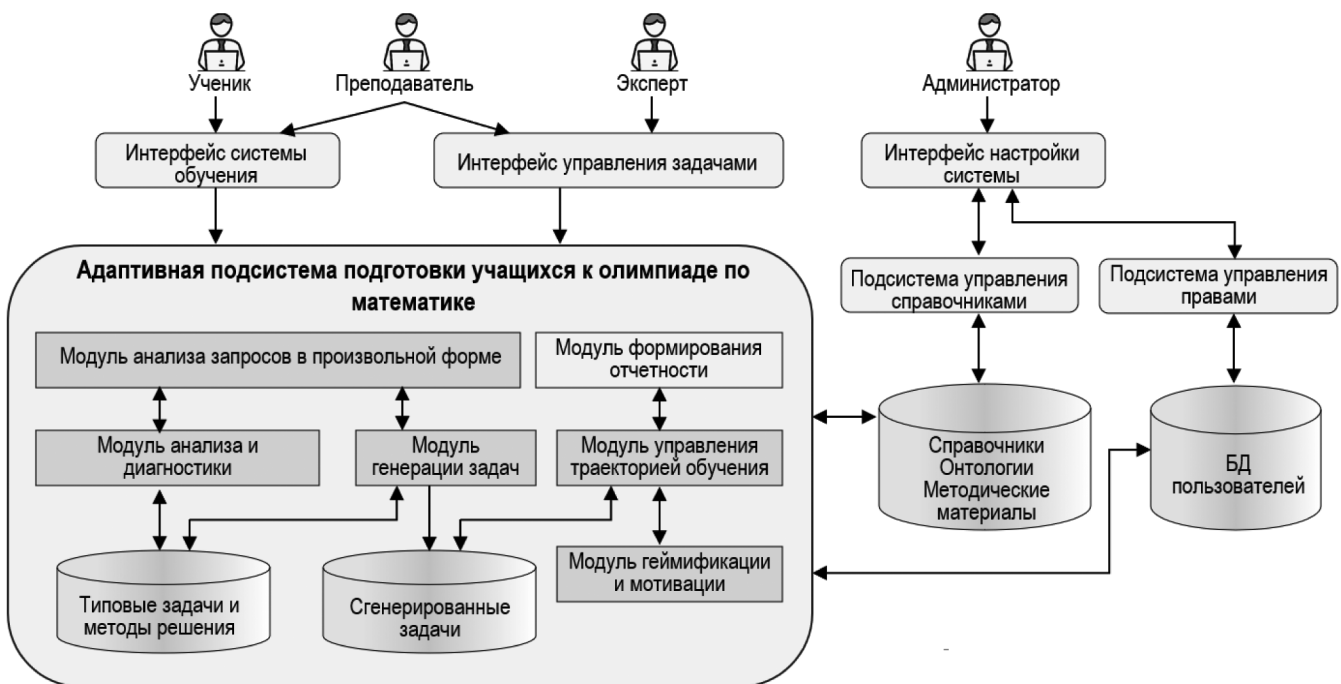 Ученик
Преподаватель
Эксперт
Администратор
Интерфейс системы
обучения
Интерфейс управления задачами
Интерфейс настройки
системы
Адаптивная подсистема подготовки учащихся к олимпиаде по
математике
Подсистема управления
справочниками
Подсистема управления
правами
Модуль анализа запросов в произвольной форме
Модуль формирования
отчетности
Модуль анализа и
диагностики
Модуль
генерации задач
Модуль управления
траекторией обучения
Справочники
Онтологии
Методические
материалы
БД
пользователей
Типовые задачи и
методы решения
Сгенерированные
задачи
Модуль геймификации
и мотивации